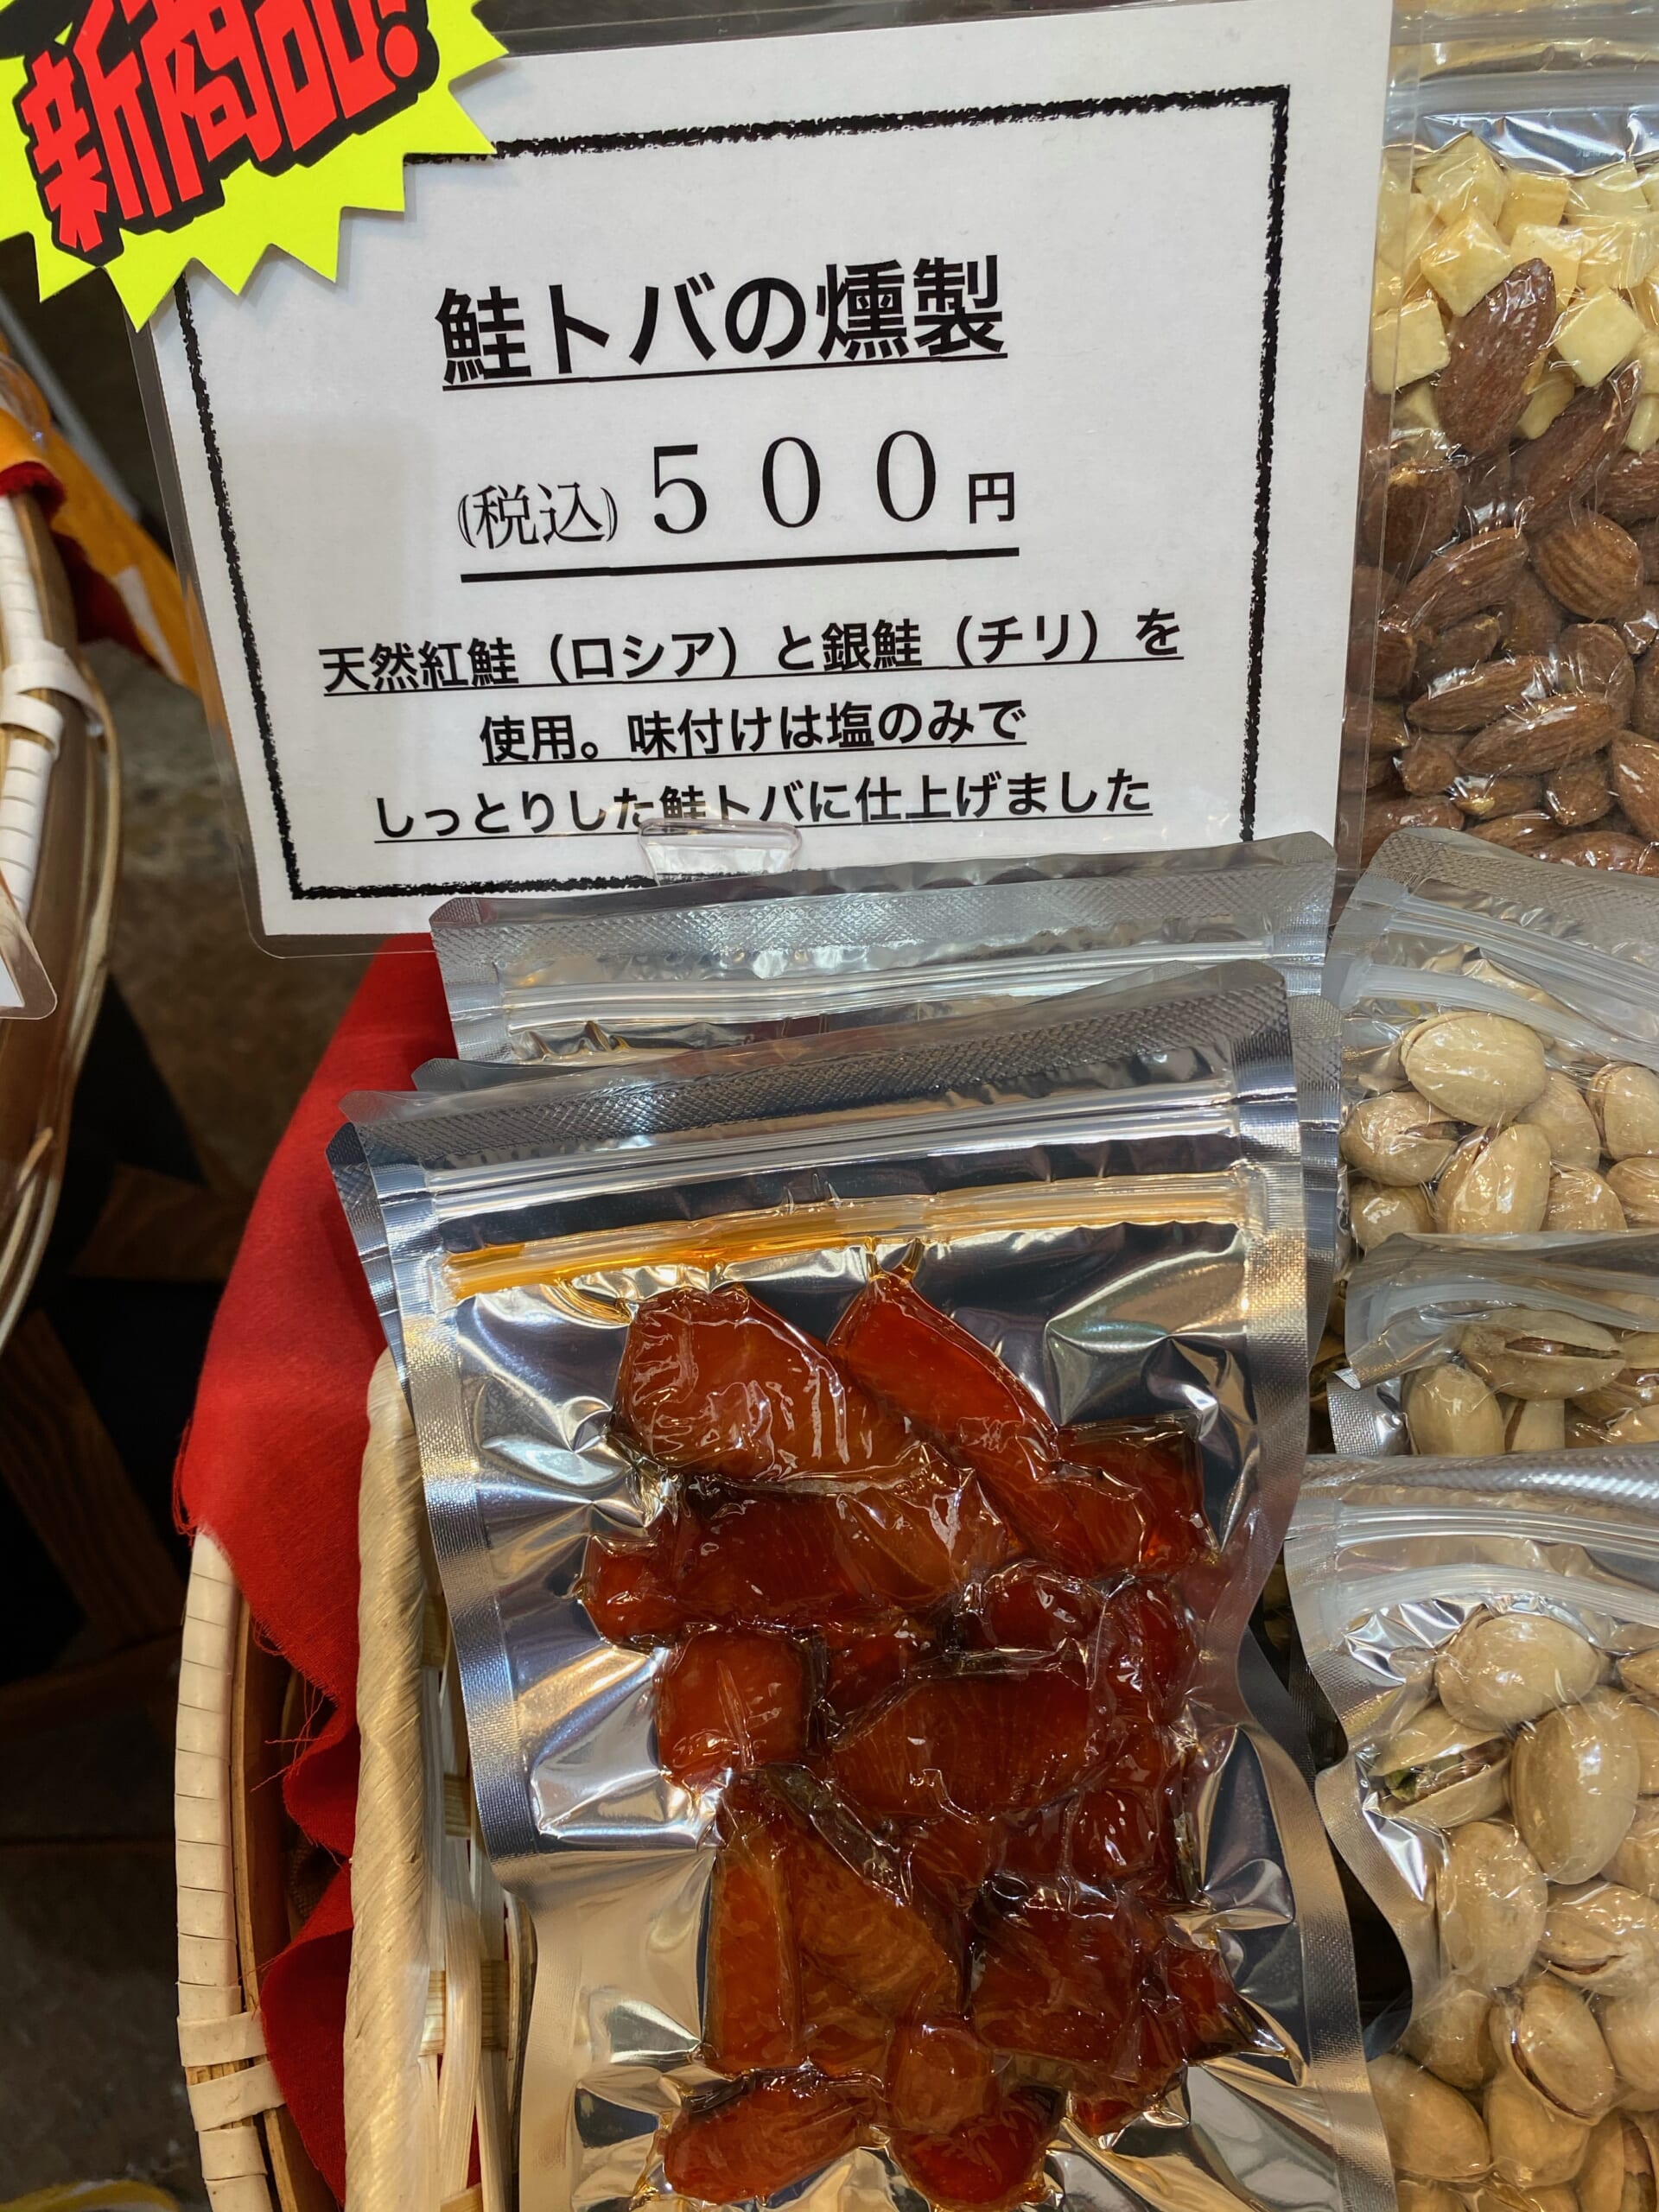 新商品!
鮭トバの燻製
(税込)５００円
天然紅鮭（ロシア）と銀鮭（チリ）を
使用。味付けは塩のみで
しっとりした鮭トバに仕上げました